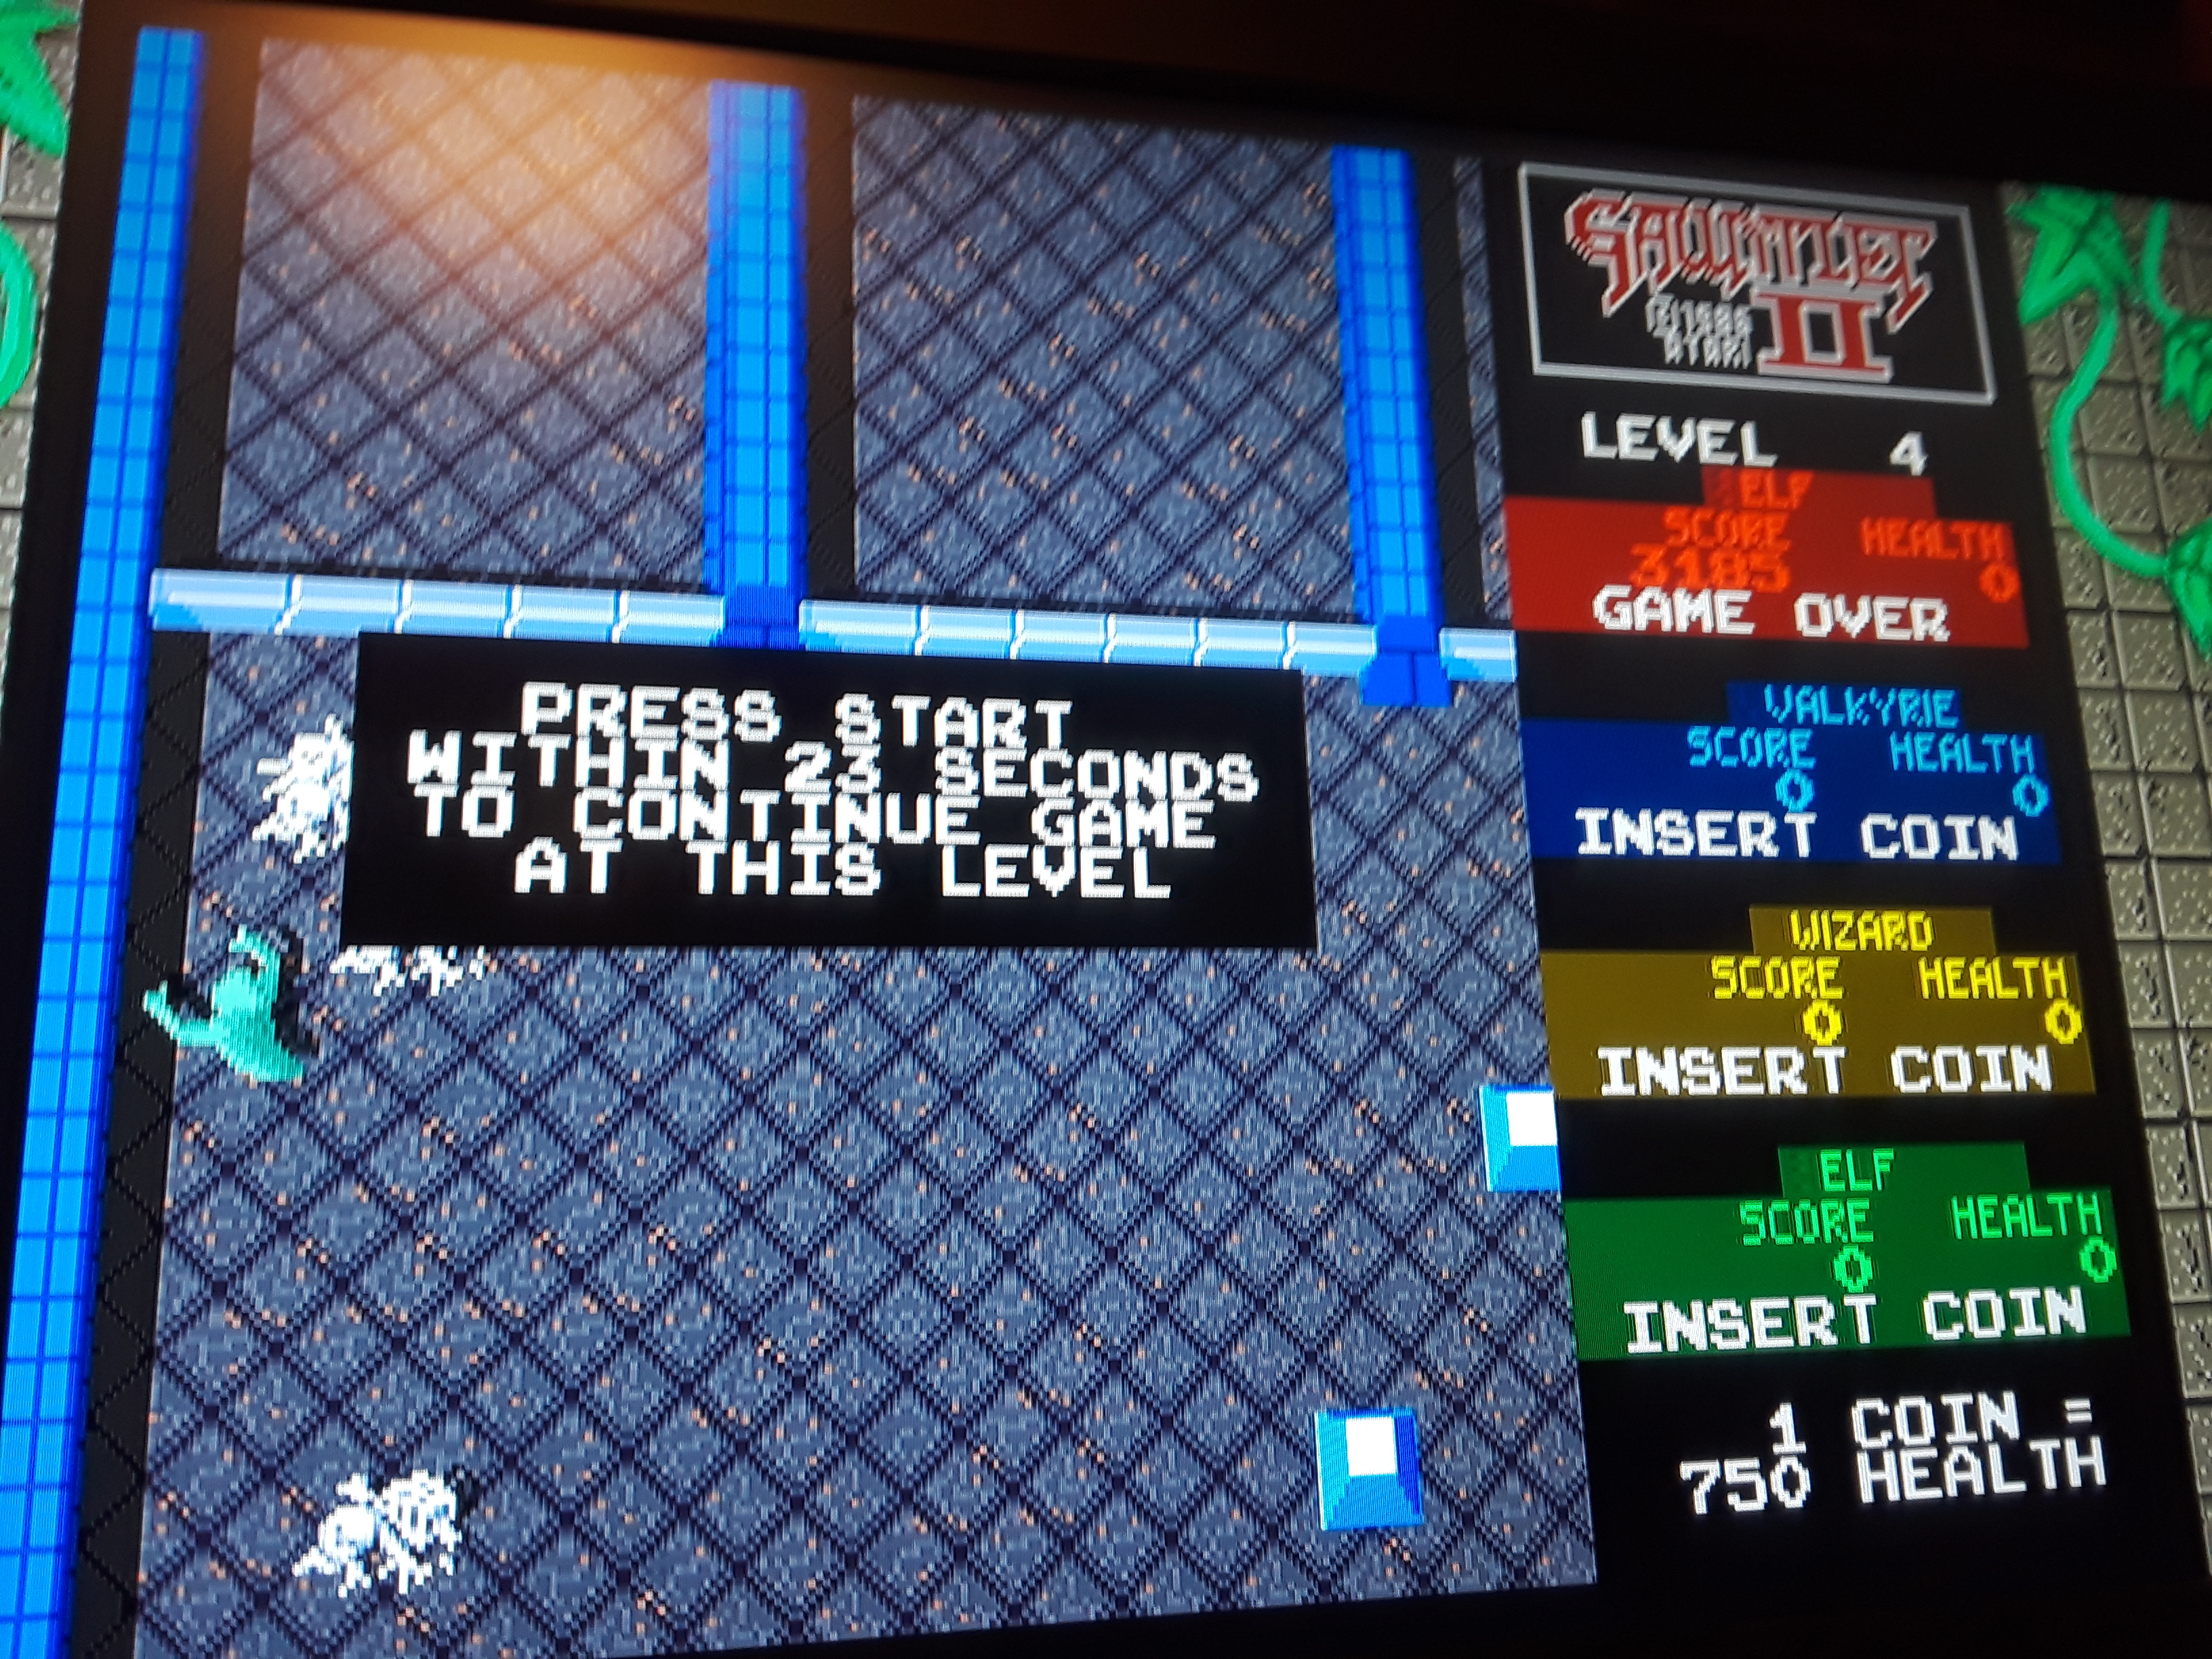 GAUNTLET
II
©1986
ATARI
LEVEL 4
ELF
SCORE HEALTH
3185 0
GAME OVER
PRESS START
WITHIN 23 SECONDS
TO CONTINUE GAME
AT THIS LEVEL
VALKYRIE
SCORE HEALTH
0 0
INSERT COIN
WIZARD
SCORE HEALTH
0 0
INSERT COIN
ELF
SCORE HEALTH
0 0
INSERT COIN
1 COIN =
750 HEALTH